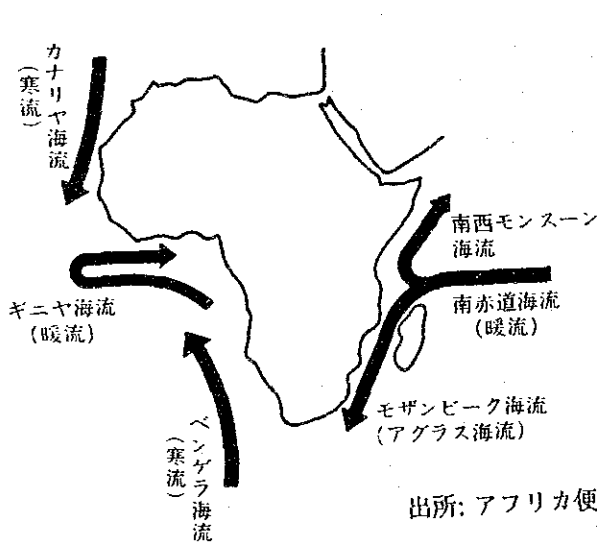 カナリヤ海流
(寒流)
南西モンスーン
海流
ギニヤ海流
(暖流)
南赤道海流
(暖流)
モザンビーク海流
(アグラス海流)
ベンゲラ海流
(寒流)
出所: アフリカ便